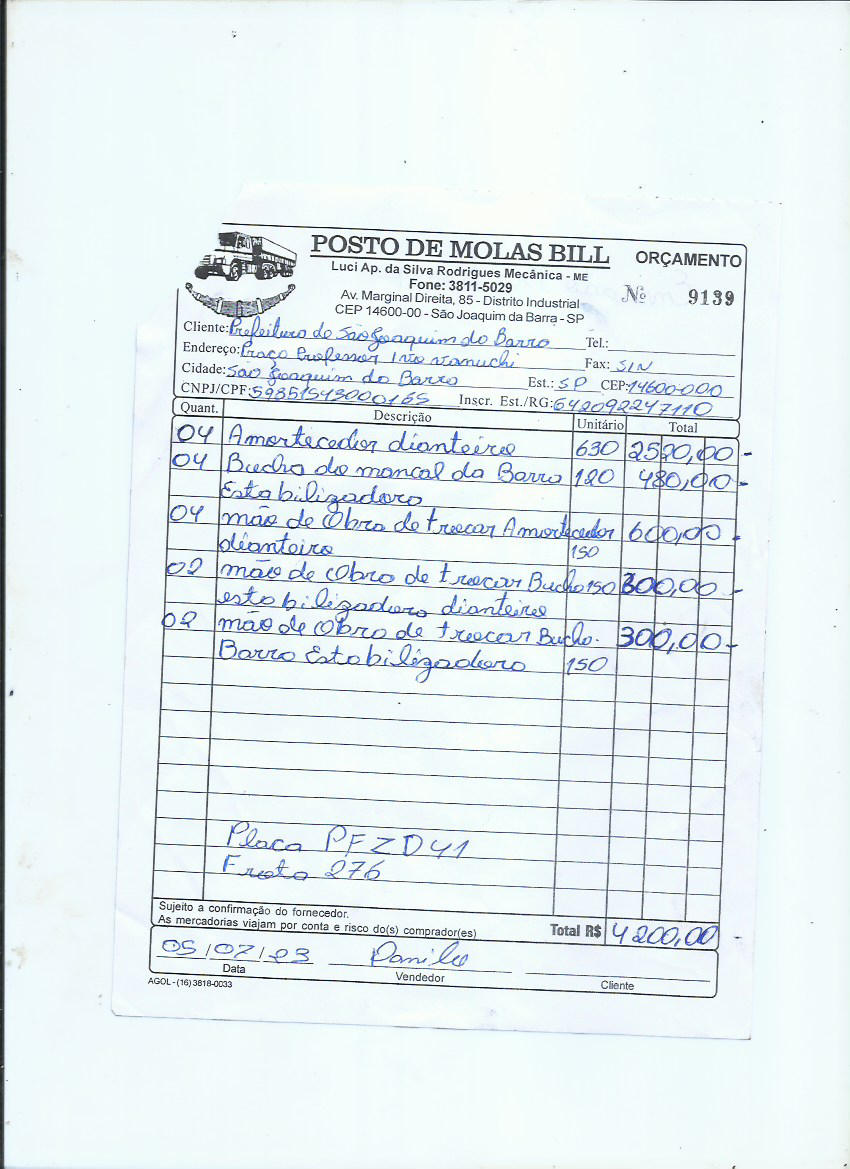 POSTO DE MOLAS BILL
ORÇAMENTO
Luci Ap. da Silva Rodrigues Mecânica - ME
Fone: 3811-5029
Nº 9139
Av. Marginal Direita, 85 - Distrito Industrial
CEP 14600-00 - São Joaquim da Barra - SP
Cliente: Prefeitura de São Joaquim da Barra Tel.:
Endereço: Praça Professor Ivo Fax: S/N
Cidade: São Joaquim da Barra Est.: SP CEP: 14600-000
CNPJ/CPF: 59851543000165 Inscr. Est./RG: 642092247110
Quant. Descrição Unitário Total
04 Amortecedor dianteiro 630 2520,00-
04 Bucha do mancal da Barra 120 480,00-
Estabilizadora
04 mão de Obra de trocar Amortecedor 600,00-
dianteiro 150
02 mão de Obra de trocar Bucha 150 300,00-
estabilizadora dianteira
02 mão de Obra de trocar Bucha. 300,00-
Barra Estabilizadora 150
Placa PFZD41
Frota 276
Sujeito a confirmação do fornecedor.
As mercadorias viajam por conta e risco do(s) comprador(es)
Total R$ 4200,00
05/07/23 Danilo
Data Vendedor Cliente
AGOL - (16) 3818-0033